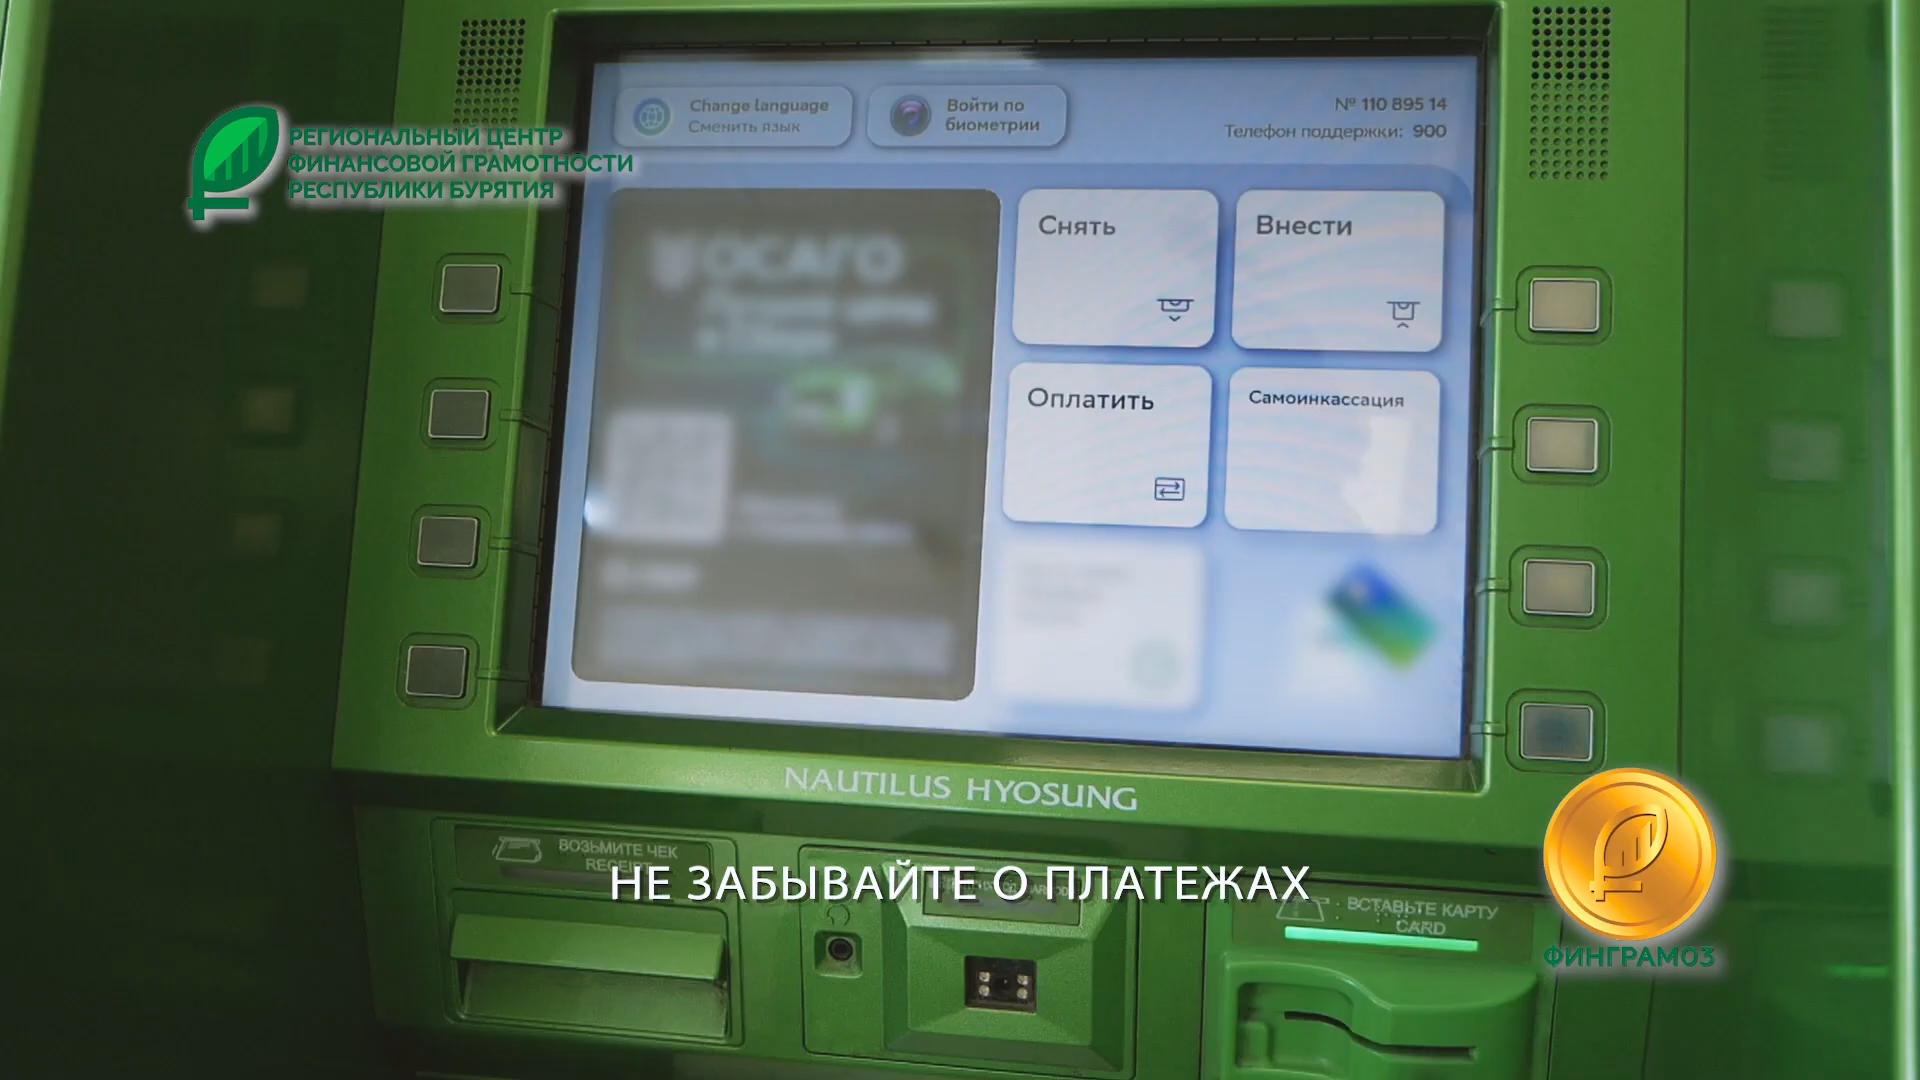 Change language
Сменить язык
Войти по
биометрии
№ 110 895 14
Телефон поддержки: 900
РЕГИОНАЛЬНЫЙ ЦЕНТР
ФИНАНСОВОЙ ГРАМОТНОСТИ
РЕСПУБЛИКИ БУРЯТИЯ
ОСАГО
Снять
Внести
Оплатить
Самоинкассация
NAUTILUS HYOSUNG
ВОЗЬМИТЕ ЧЕК
RECEIPT
НЕ ЗАБЫВАЙТЕ О ПЛАТЕЖАХ
ВСТАВЬТЕ КАРТУ
CARD
ФИНГРАМОЗ